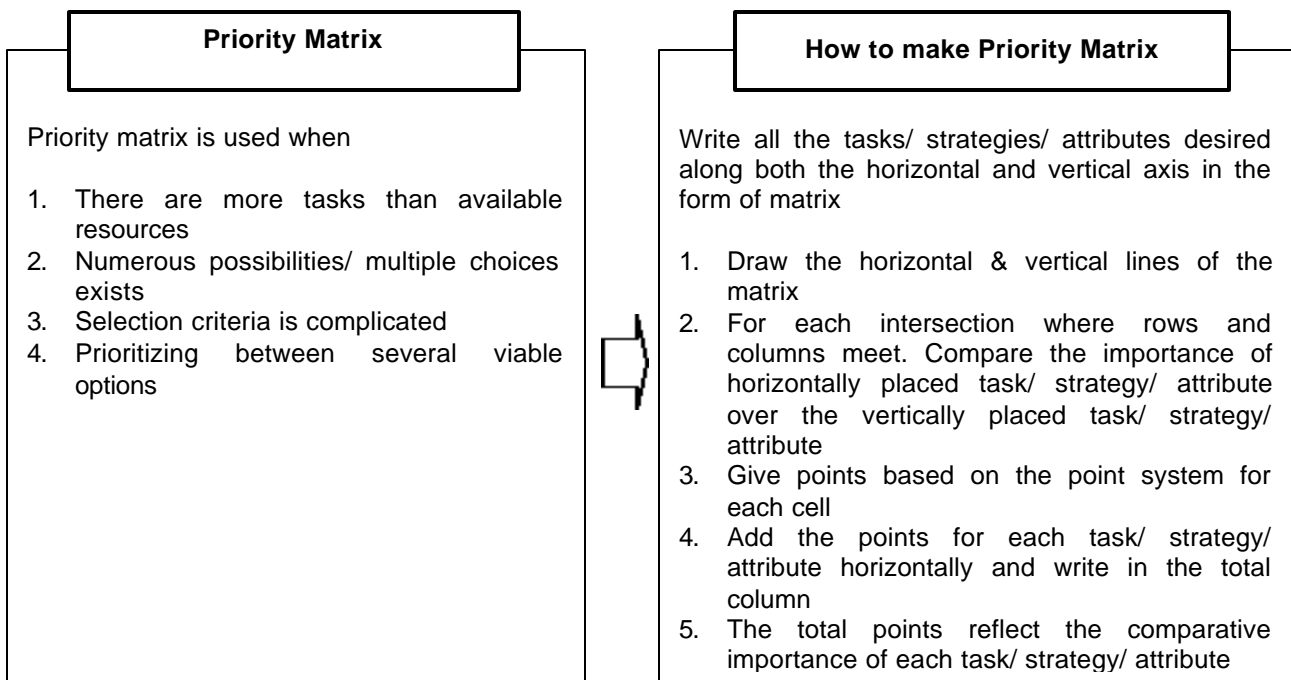 Priority Matrix
Priority matrix is used when
1. There are more tasks than available
resources
2. Numerous possibilities/ multiple choices
exists
3. Selection criteria is complicated
4. Prioritizing between several viable
options
How to make Priority Matrix
Write all the tasks/ strategies/ attributes desired
along both the horizontal and vertical axis in the
form of matrix
1. Draw the horizontal & vertical lines of the
matrix
2. For each intersection where rows and
columns meet. Compare the importance of
horizontally placed task/ strategy/ attribute
over the vertically placed task/ strategy/
attribute
3. Give points based on the point system for
each cell
4. Add the points for each task/ strategy/
attribute horizontally and write in the total
column
5. The total points reflect the comparative
importance of each task/ strategy/ attribute